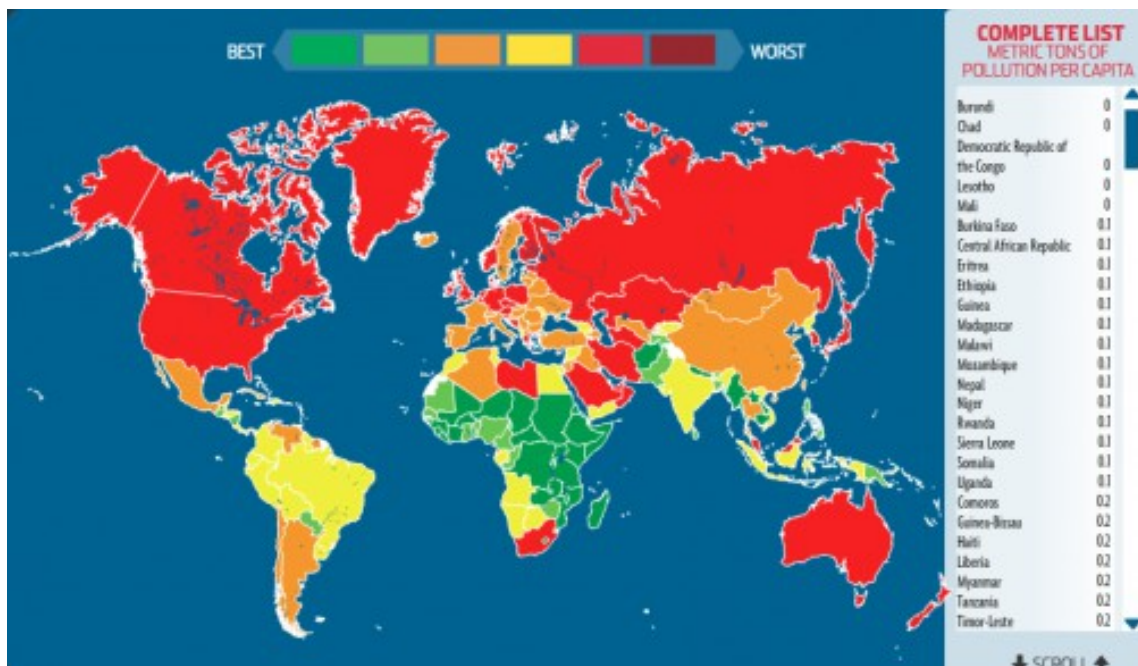 BEST
WORST
COMPLETE LIST
METRIC TONS OF
POLLUTION PER CAPITA
Burundi 0
Chad 0
Democratic Republic of
the Congo 0
Lesotho 0
Mali 0
Burkina Faso 0.1
Central African Republic 0.1
Eritrea 0.1
Ethiopia 0.1
Guinea 0.1
Madagascar 0.1
Malawi 0.1
Mozambique 0.1
Nepal 0.1
Niger 0.1
Rwanda 0.1
Sierra Leone 0.1
Somalia 0.1
Uganda 0.1
Comoros 0.2
Guinea-Bissau 0.2
Haiti 0.2
Liberia 0.2
Myanmar 0.2
Tanzania 0.2
Timor-Leste 0.2
SCROLL